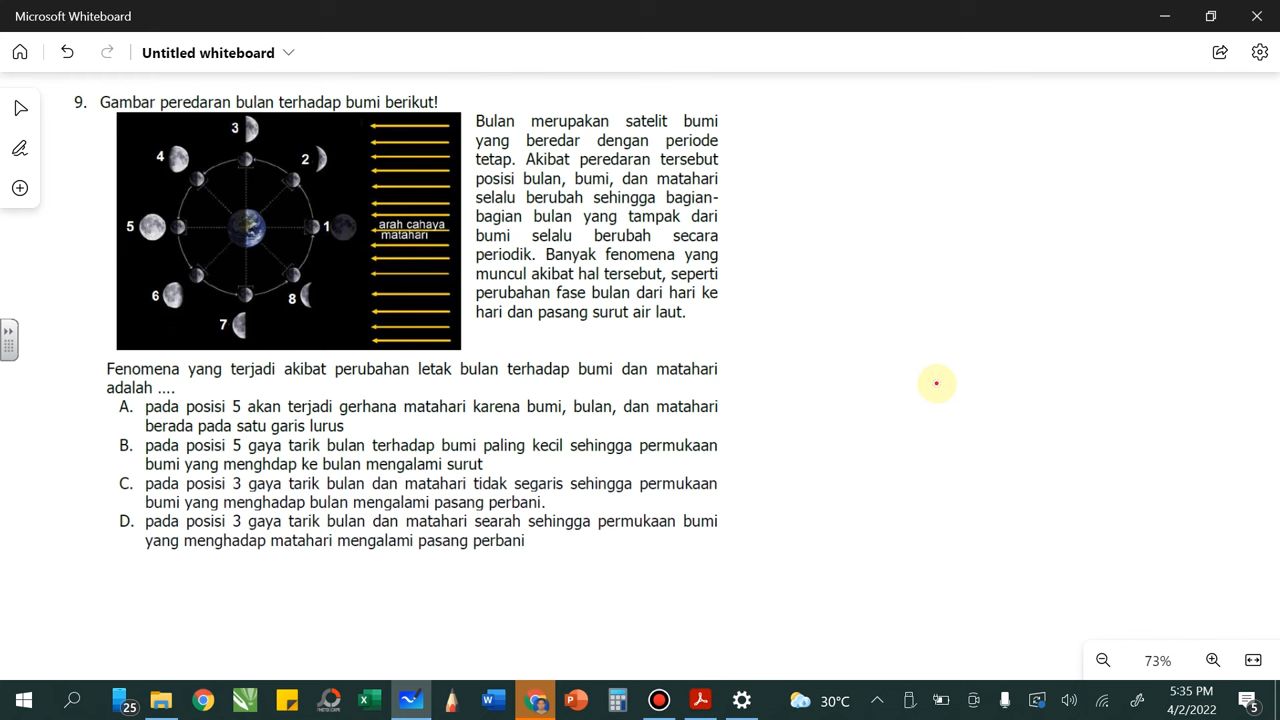 Microsoft Whiteboard
Untitled whiteboard
9. Gambar peredaran bulan terhadap bumi berikut!
3
4
2
5
1
arah cahaya
matahari
6
8
7
Bulan merupakan satelit bumi
yang beredar dengan periode
tetap. Akibat peredaran tersebut
posisi bulan, bumi, dan matahari
selalu berubah sehingga bagian-
bagian bulan yang tampak dari
bumi selalu berubah secara
periodik. Banyak fenomena yang
muncul akibat hal tersebut, seperti
perubahan fase bulan dari hari ke
hari dan pasang surut air laut.
Fenomena yang terjadi akibat perubahan letak bulan terhadap bumi dan matahari
adalah ....
A. pada posisi 5 akan terjadi gerhana matahari karena bumi, bulan, dan matahari
berada pada satu garis lurus
B. pada posisi 5 gaya tarik bulan terhadap bumi paling kecil sehingga permukaan
bumi yang menghdap ke bulan mengalami surut
C. pada posisi 3 gaya tarik bulan dan matahari tidak segaris sehingga permukaan
bumi yang menghadap bulan mengalami pasang perbani.
D. pada posisi 3 gaya tarik bulan dan matahari searah sehingga permukaan bumi
yang menghadap matahari mengalami pasang perbani
73%
25
30°C
5:35 PM
4/2/2022
5